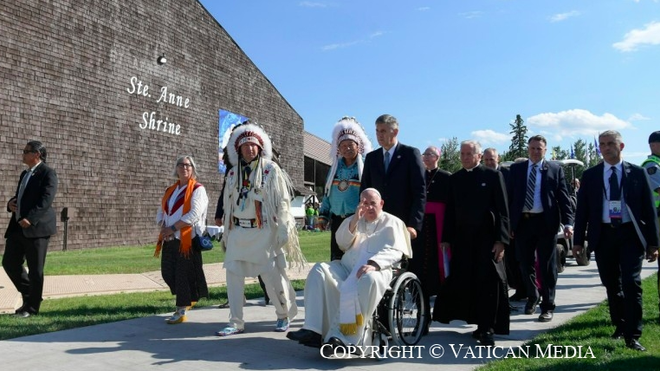 Ste. Anne
Shrine
COPYRIGHT © VATICAN MEDIA